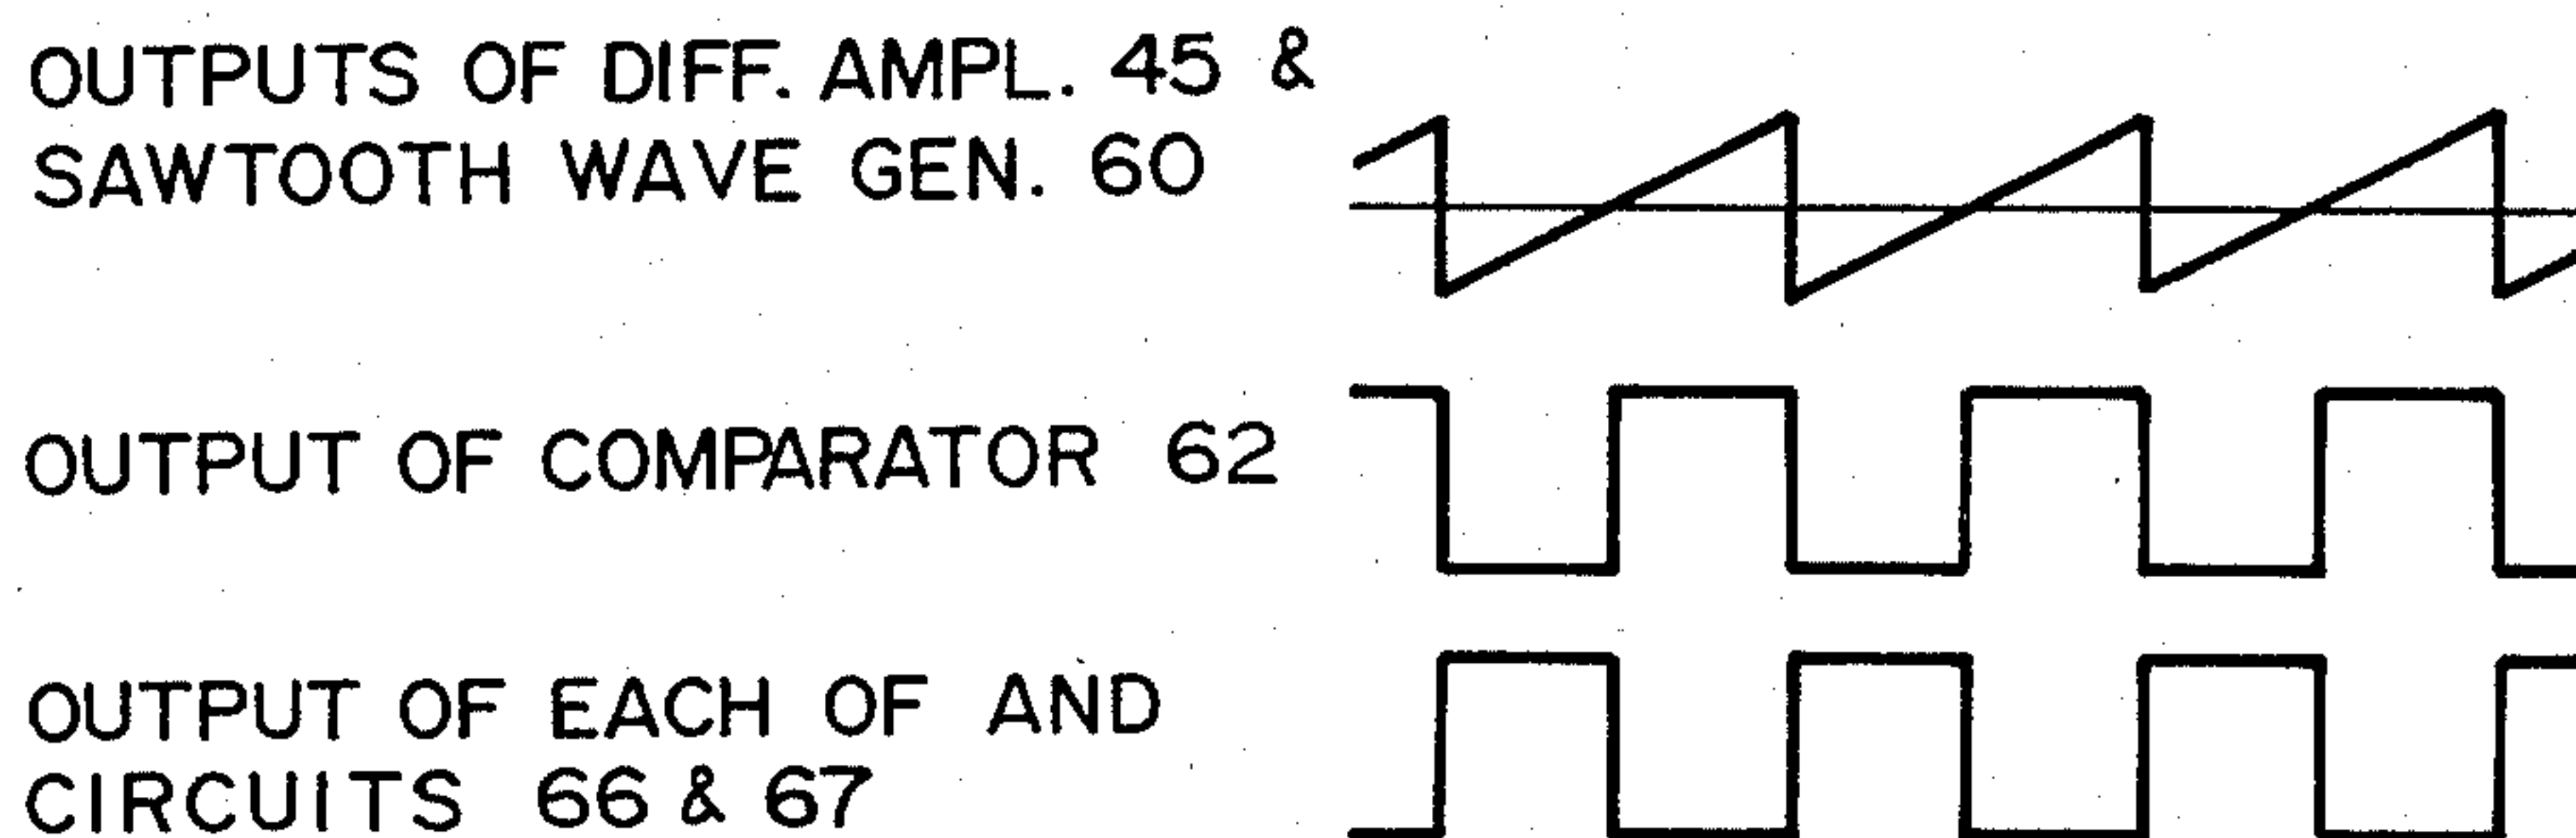 OUTPUTS OF DIFF. AMPL. 45 &
SAWTOOTH WAVE GEN. 60
OUTPUT OF COMPARATOR 62
OUTPUT OF EACH OF AND
CIRCUITS 66 & 67